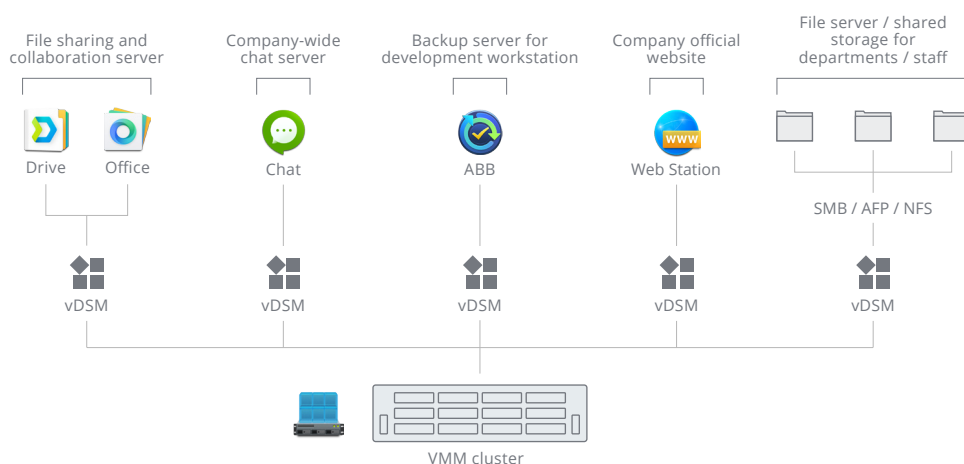 File sharing and
collaboration server
Company-wide
chat server
Backup server for
development workstation
Company official
website
File server / shared
storage for
departments / staff
Drive
Office
Chat
ABB
WWW
Web Station
SMB / AFP / NFS
vDSM
vDSM
vDSM
vDSM
vDSM
VMM cluster